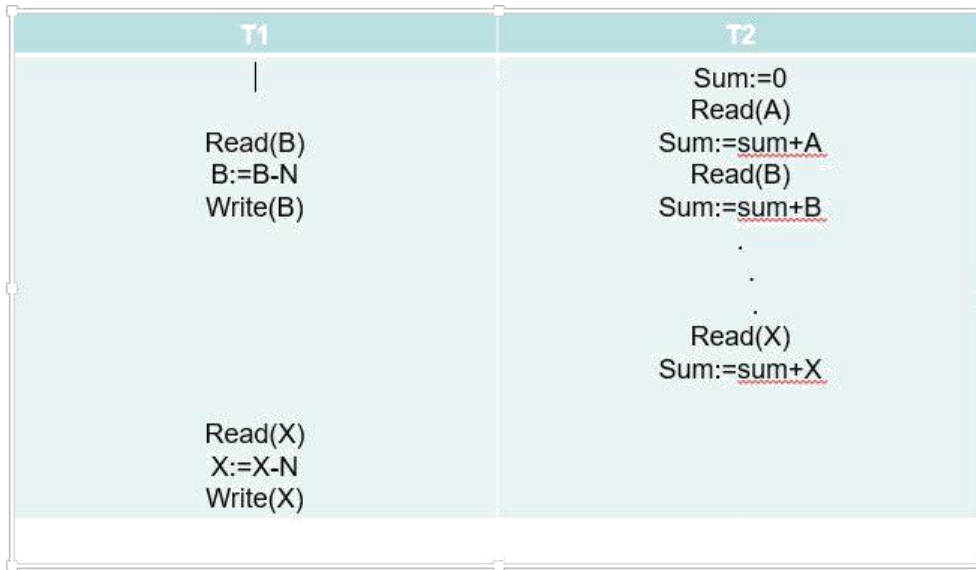 T1
T2
Read(B)
B:=B-N
Write(B)
Read(X)
X:=X-N
Write(X)
Sum:=0
Read(A)
Sum:=sum+A
Read(B)
Sum:=sum+B
.
.
.
Read(X)
Sum:=sum+X